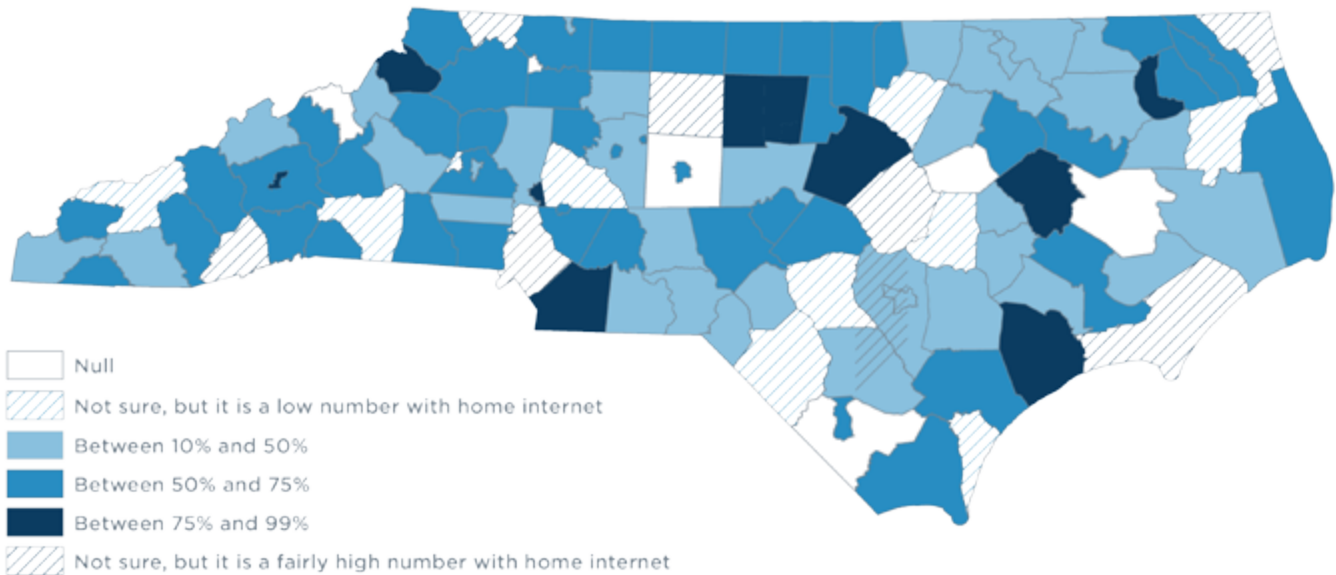 Null
Not sure, but it is a low number with home internet
Between 10% and 50%
Between 50% and 75%
Between 75% and 99%
Not sure, but it is a fairly high number with home internet